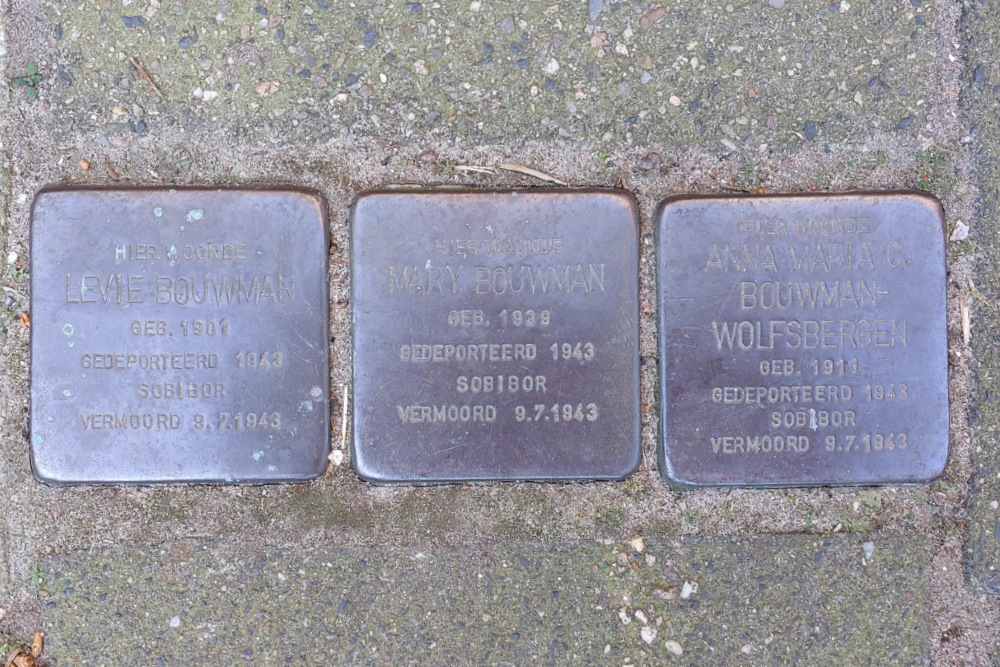 HIER WOONDE
LEVIE BOUWMAN
GEB. 1901
GEDEPORTEERD 1943
SOBIBOR
VERMOORD 9.7.1943
HIER WOONDE
MARY BOUWMAN
GEB. 1939
GEDEPORTEERD 1943
SOBIBOR
VERMOORD 9.7.1943
HIER WOONDE
ANNA MARIA C.
BOUWMAN-
WOLFSBERGEN
GEB. 1911
GEDEPORTEERD 1943
SOBIBOR
VERMOORD 9.7.1943